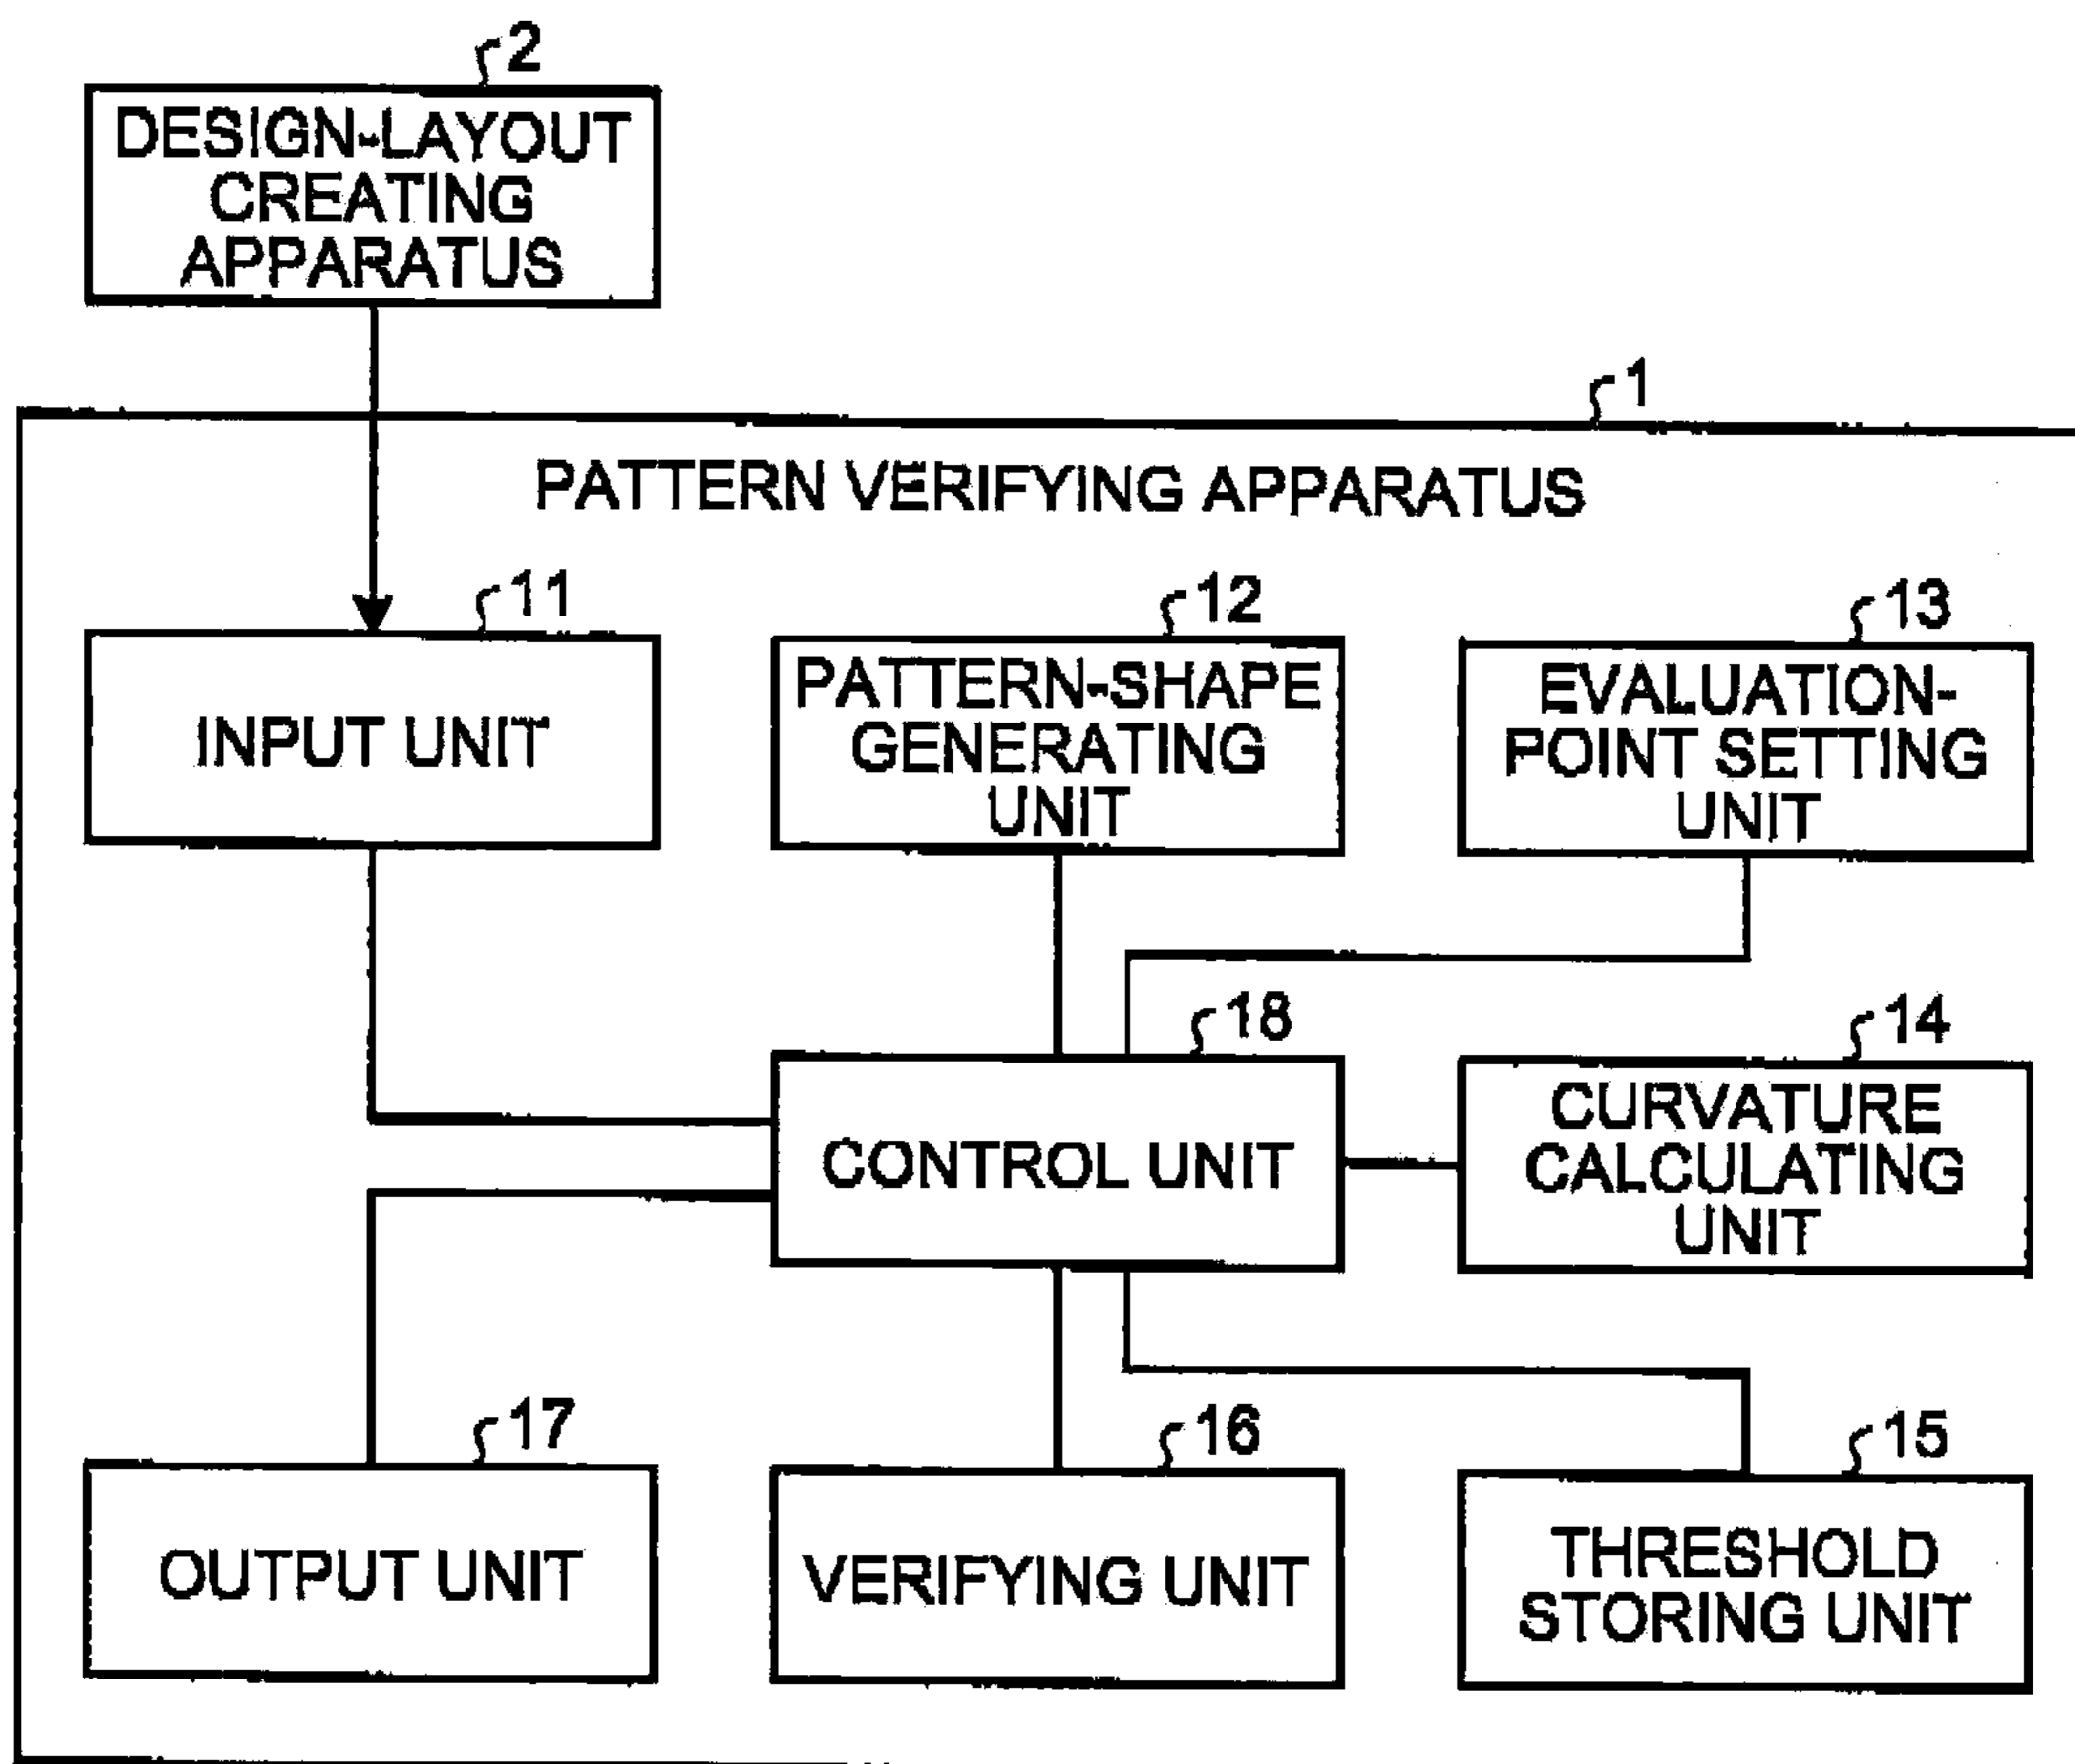 2
DESIGN-LAYOUT
CREATING
APPARATUS
1
PATTERN VERIFYING APPARATUS
11
INPUT UNIT
12
PATTERN-SHAPE
GENERATING
UNIT
13
EVALUATION-
POINT SETTING
UNIT
18
CONTROL UNIT
14
CURVATURE
CALCULATING
UNIT
17
OUTPUT UNIT
16
VERIFYING UNIT
15
THRESHOLD
STORING UNIT